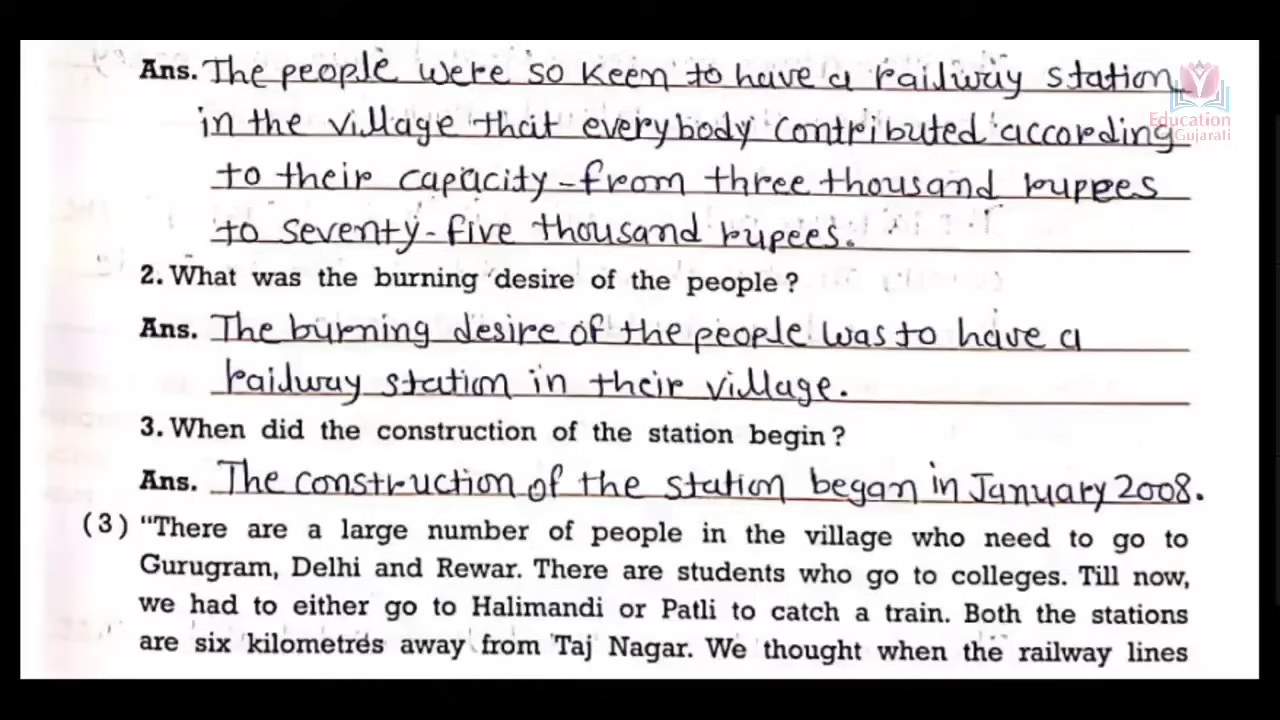 Ans. The people were so keen to have a railway station
Education
Gujarati
in the village that everybody contributed according
to their capacity-from three thousand rupees
to seventy-five thousand rupees.
2. What was the burning desire of the people?
Ans. The burning desire of the people was to have a
railway station in their village.
3. When did the construction of the station begin?
Ans. The construction of the station began in January 2008.
(3) "There are a large number of people in the village who need to go to
Gurugram, Delhi and Rewar. There are students who go to colleges. Till now,
we had to either go to Halimandi or Patli to catch a train. Both the stations
are six kilometres away from Taj Nagar. We thought when the railway lines